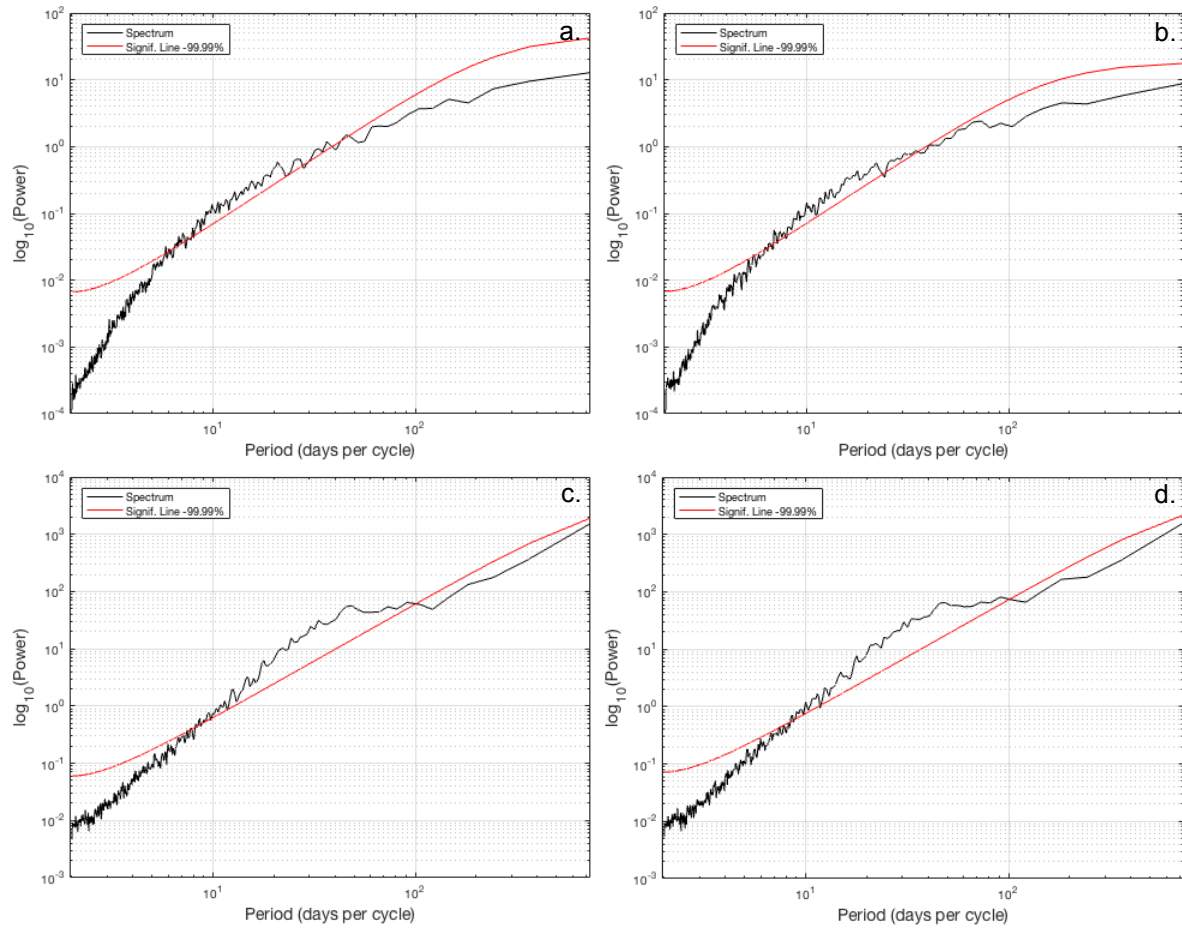 a.
Spectrum
Signif. Line -99.99%
10^2
10^1
10^0
10^-1
10^-2
10^-3
10^-4
log_10(Power)
10^1 10^2
Period (days per cycle)
b.
Spectrum
Signif. Line -99.99%
10^2
10^1
10^0
10^-1
10^-2
10^-3
10^-4
log_10(Power)
10^1 10^2
Period (days per cycle)
c.
Spectrum
Signif. Line -99.99%
10^4
10^3
10^2
10^1
10^0
10^-1
10^-2
10^-3
log_10(Power)
10^1 10^2
Period (days per cycle)
d.
Spectrum
Signif. Line -99.99%
10^4
10^3
10^2
10^1
10^0
10^-1
10^-2
10^-3
log_10(Power)
10^1 10^2
Period (days per cycle)